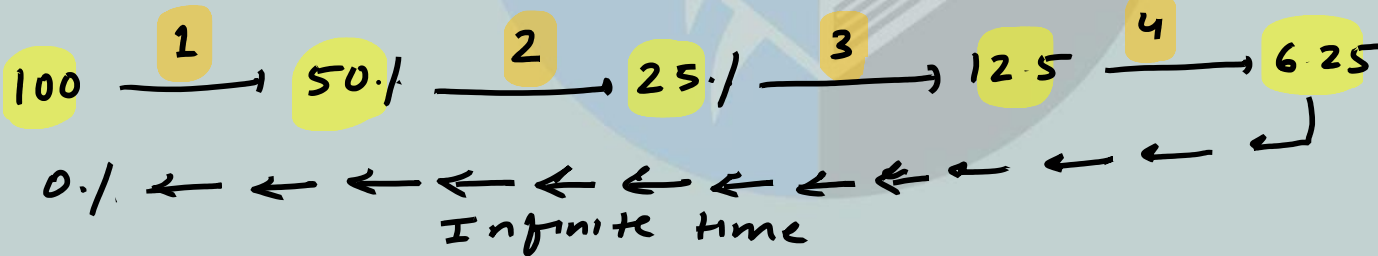 100 1 → 50% 2 → 25% 3 → 12.5 4 → 6.25
0% ← ← ← ← ← ← ← ← ← ← ← ← ←
Infinite time